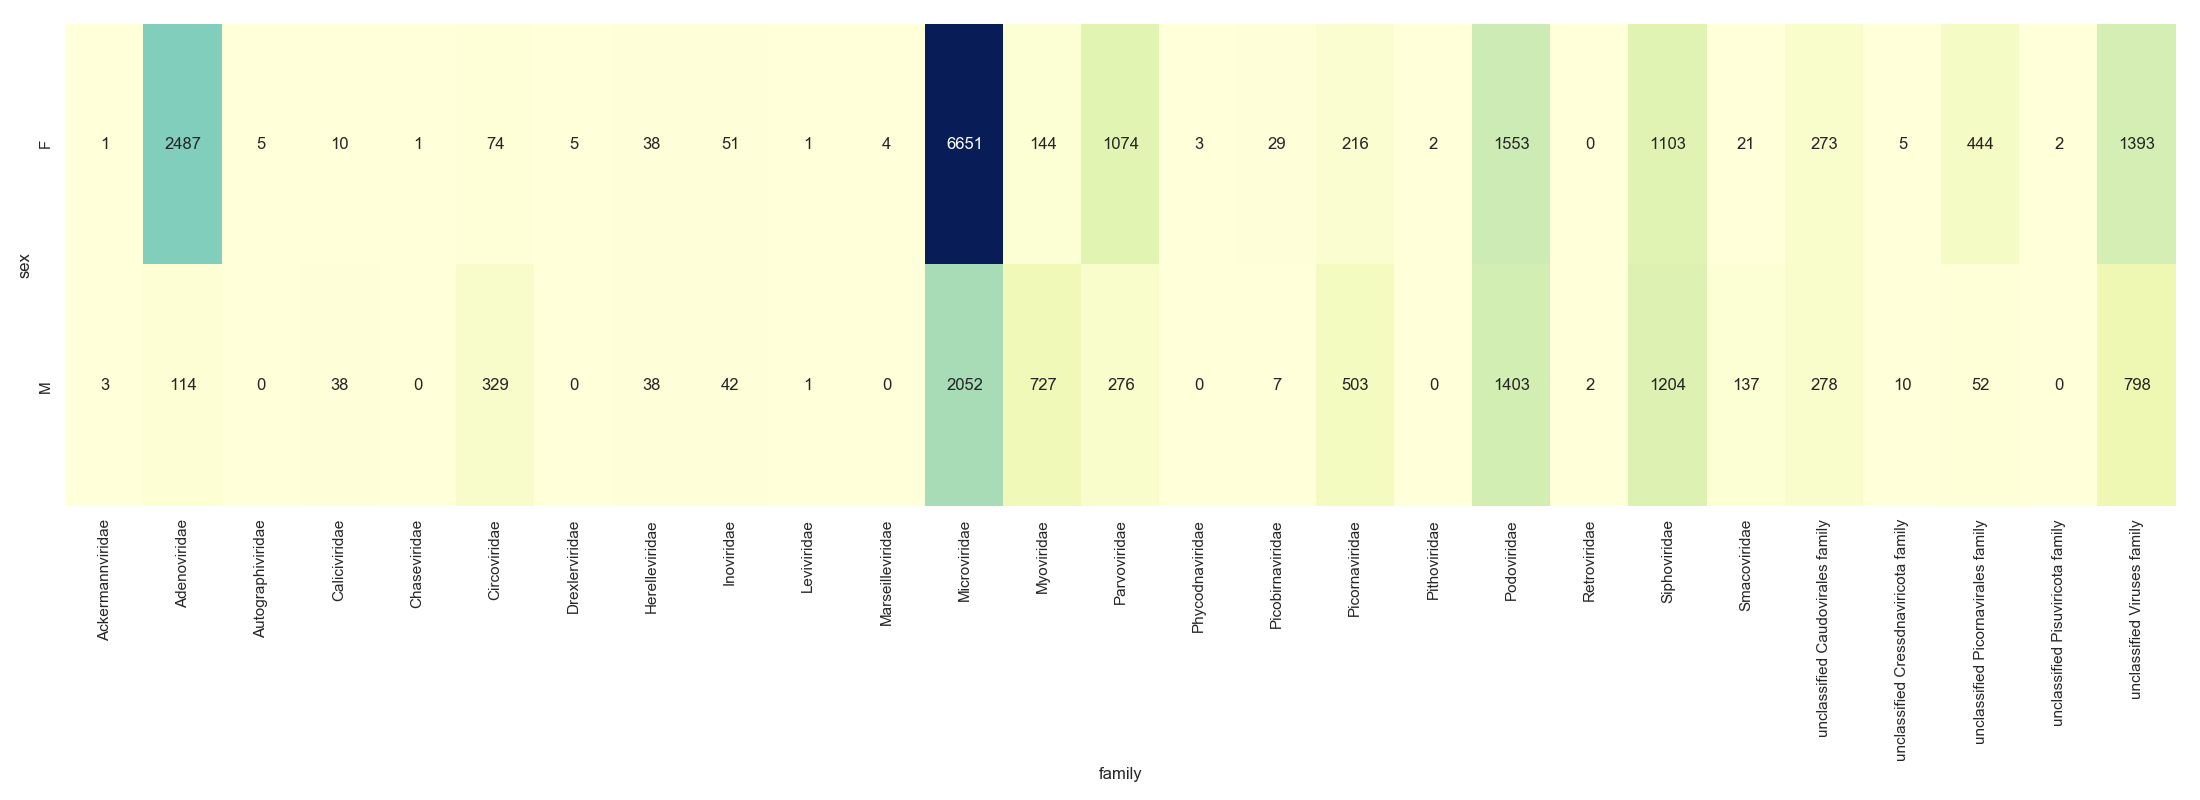 sex
F
1 2487 5 10 1 74 5 38 51 1 4 6651 144 1074 3 29 216 2 1553 0 1103 21 273 5 444 2 1393
M
3 114 0 38 0 329 0 38 42 1 0 2052 727 276 0 7 503 0 1403 2 1204 137 278 10 52 0 798
Ackermannviridae
Adenoviridae
Autographiviridae
Caliciviridae
Chaseviridae
Circoviridae
Drexlerviridae
Herelleviridae
Inoviridae
Leviviridae
Marseilleviridae
Microviridae
Myoviridae
Parvoviridae
Phycodnaviridae
Picobirnaviridae
Picornaviridae
Pithoviridae
Podoviridae
Retroviridae
Siphoviridae
Smacoviridae
unclassified Caudovirales family
unclassified Cressdnaviricota family
unclassified Picornavirales family
unclassified Pisuviricota family
unclassified Viruses family
family